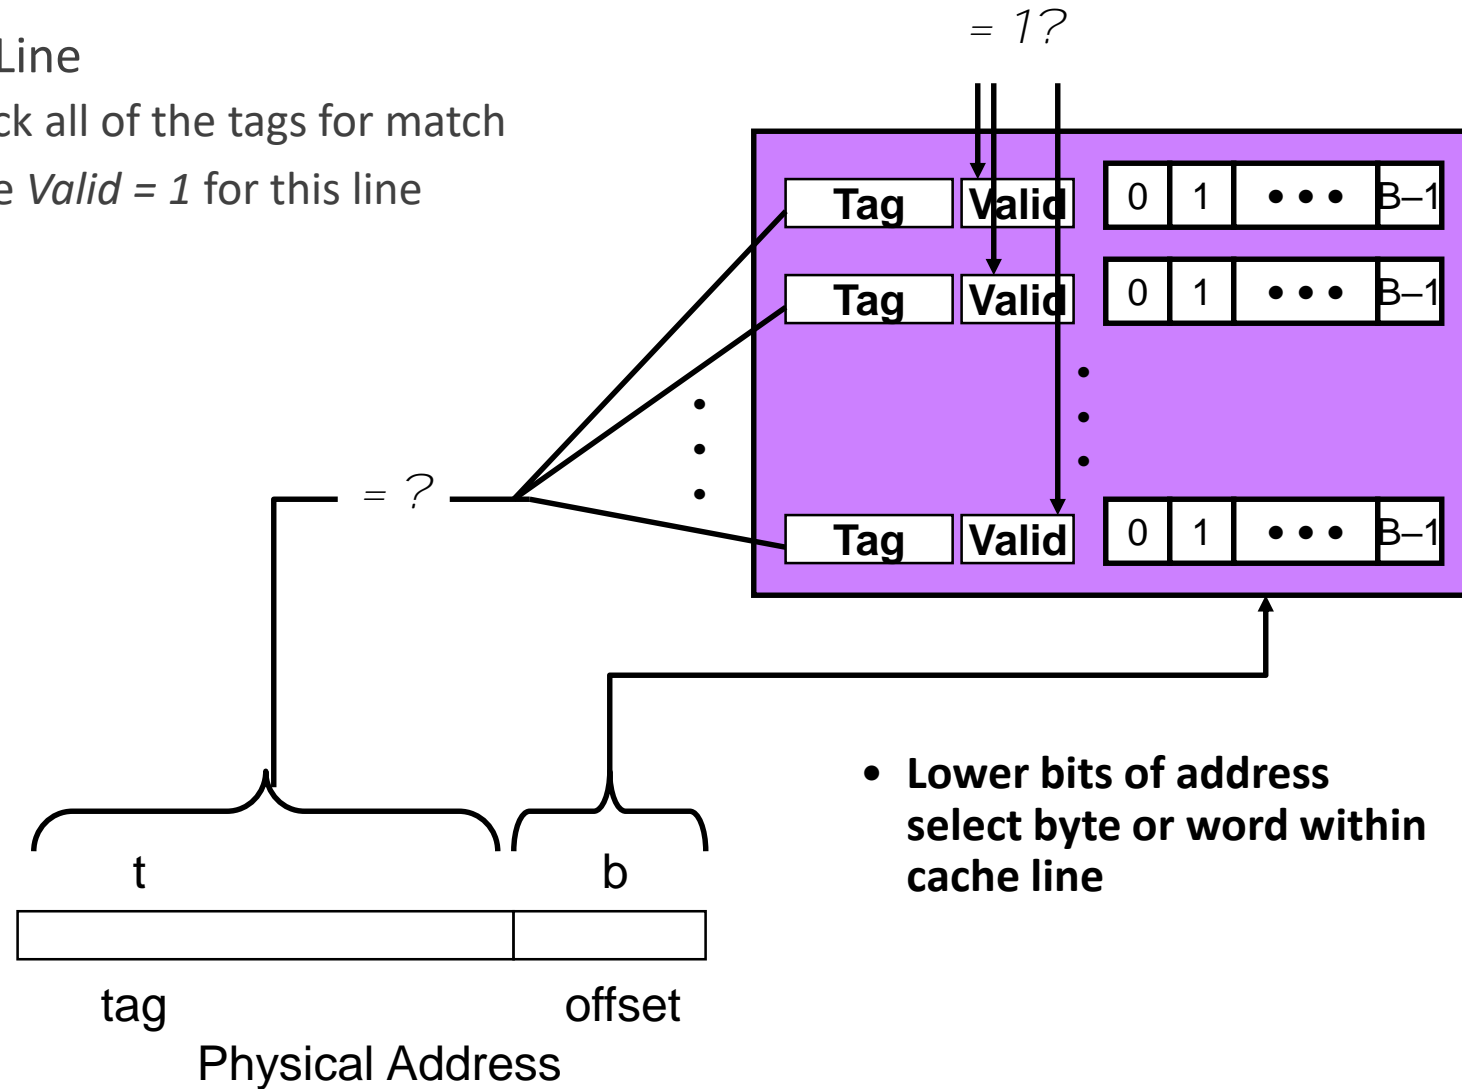 = 1?
Line
ck all of the tags for match
e Valid = 1 for this line
Tag Valid 0 1 • • • B–1
Tag Valid 0 1 • • • B–1
= ?
Tag Valid 0 1 • • • B–1
• Lower bits of address
select byte or word within
cache line
t b
tag offset
Physical Address